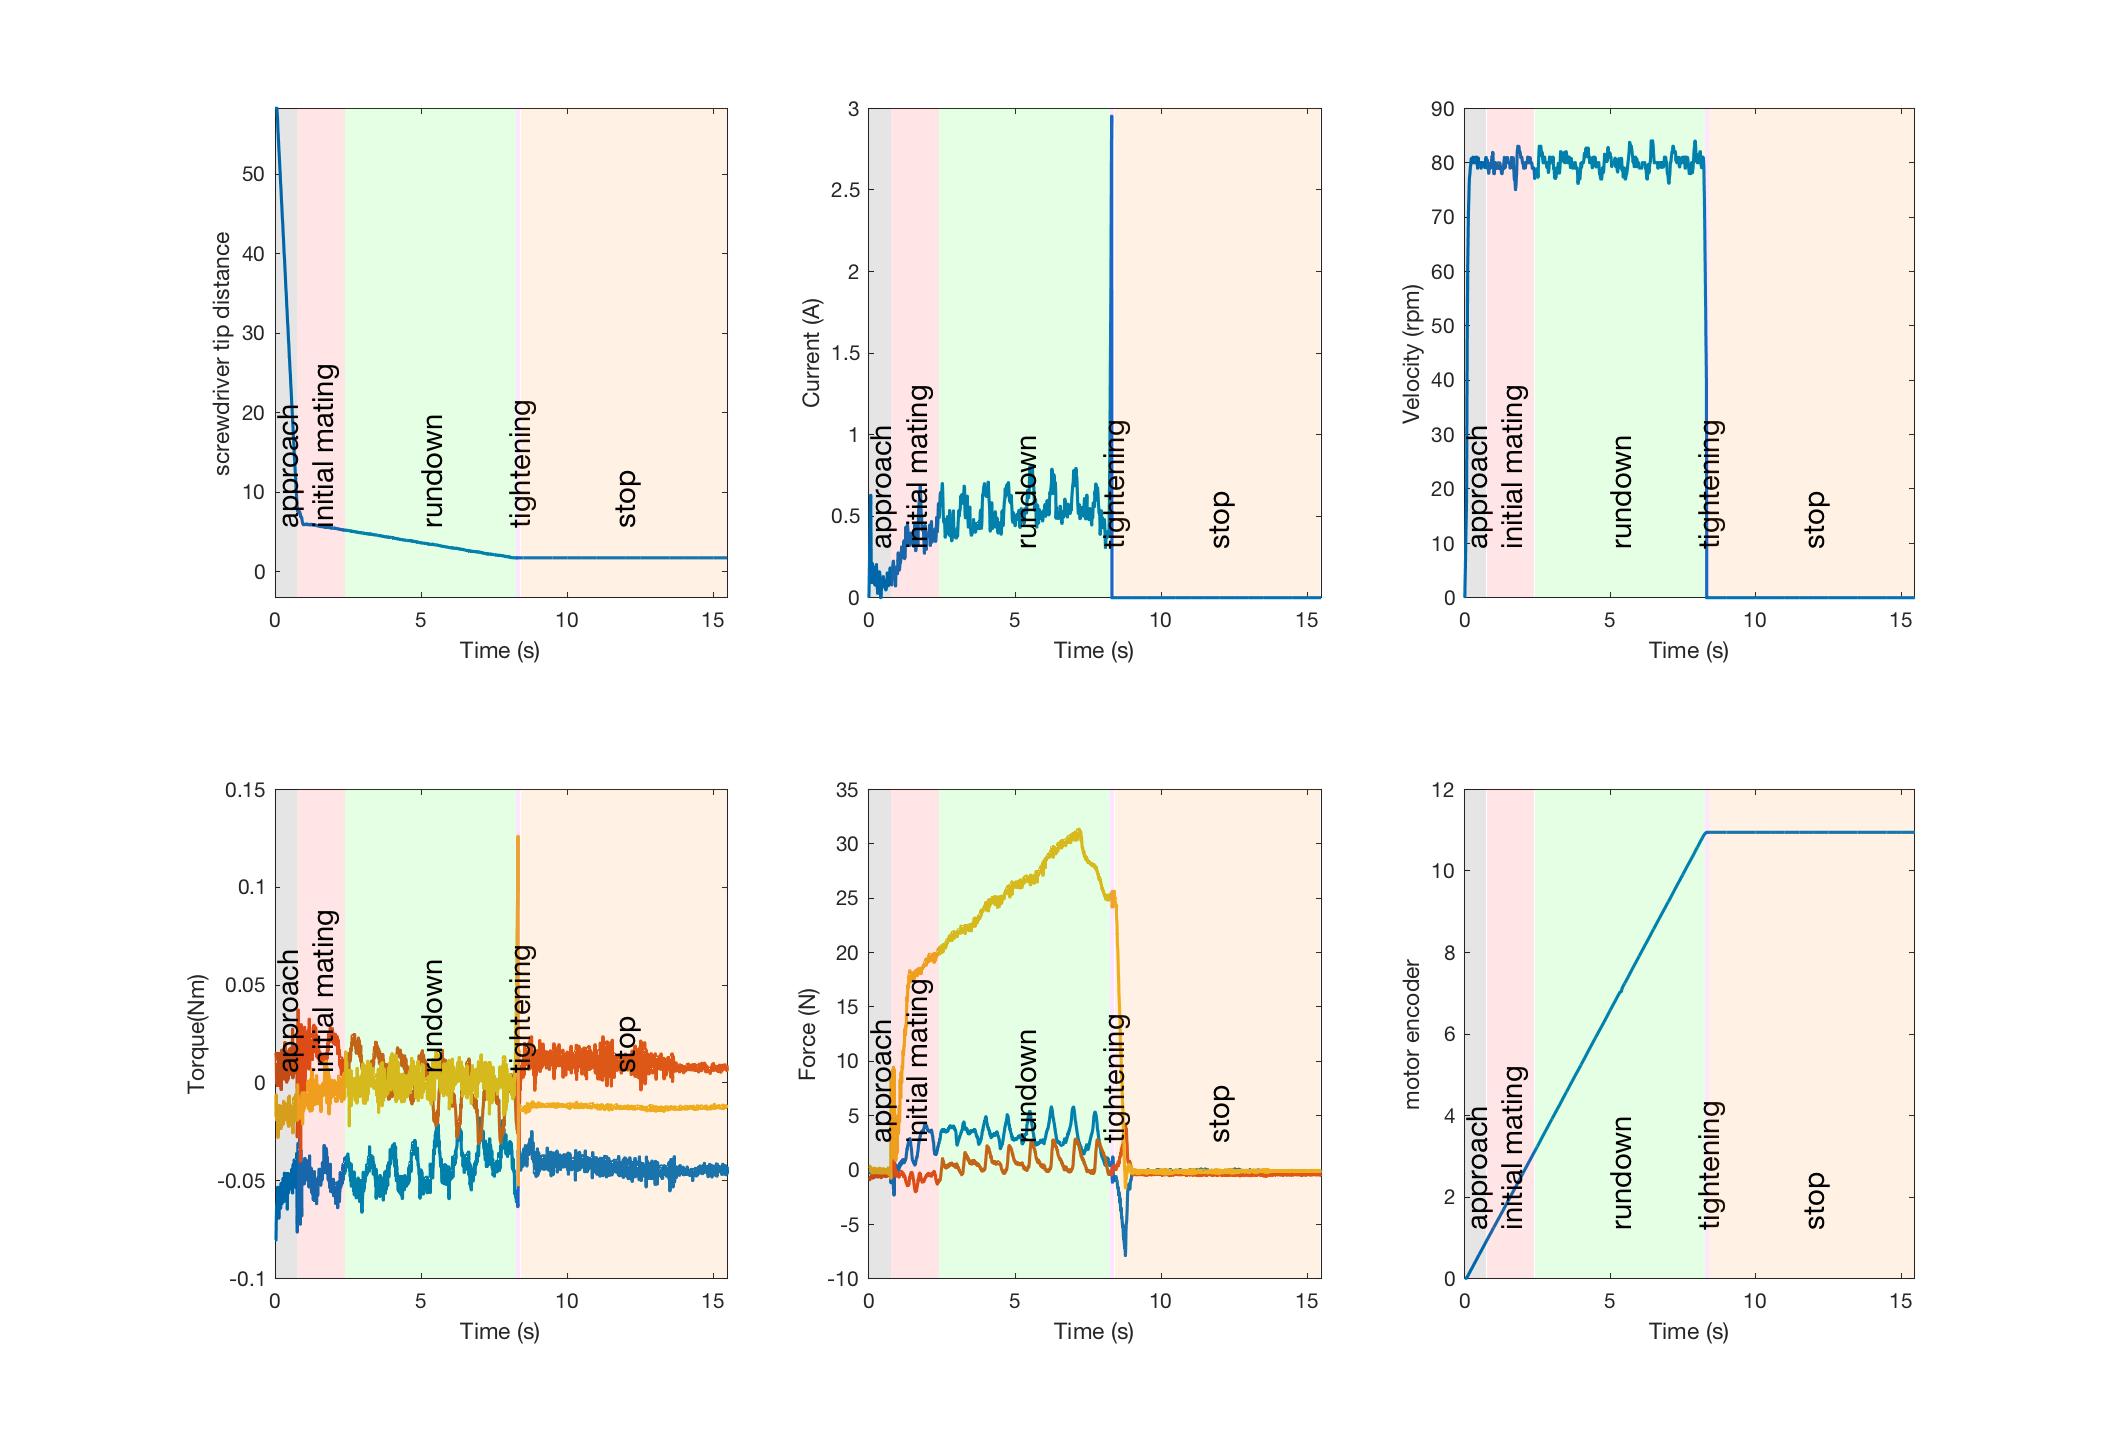 screwdriver tip distance
50
40
30
20
10
0
approach
initial mating
rundown
tightening
stop
0
5
10
15
Time (s)
Current (A)
3
2.5
2
1.5
1
0.5
0
approach
initial mating
rundown
tightening
stop
0
5
10
15
Time (s)
Velocity (rpm)
90
80
70
60
50
40
30
20
10
0
approach
initial mating
rundown
tightening
stop
0
5
10
15
Time (s)
Torque(Nm)
0.15
0.1
0.05
0
-0.05
-0.1
approach
initial mating
rundown
tightening
stop
0
5
10
15
Time (s)
Force (N)
35
30
25
20
15
10
5
0
-5
-10
approach
initial mating
rundown
tightening
stop
0
5
10
15
Time (s)
motor encoder
12
10
8
6
4
2
0
approach
initial mating
rundown
tightening
stop
0
5
10
15
Time (s)